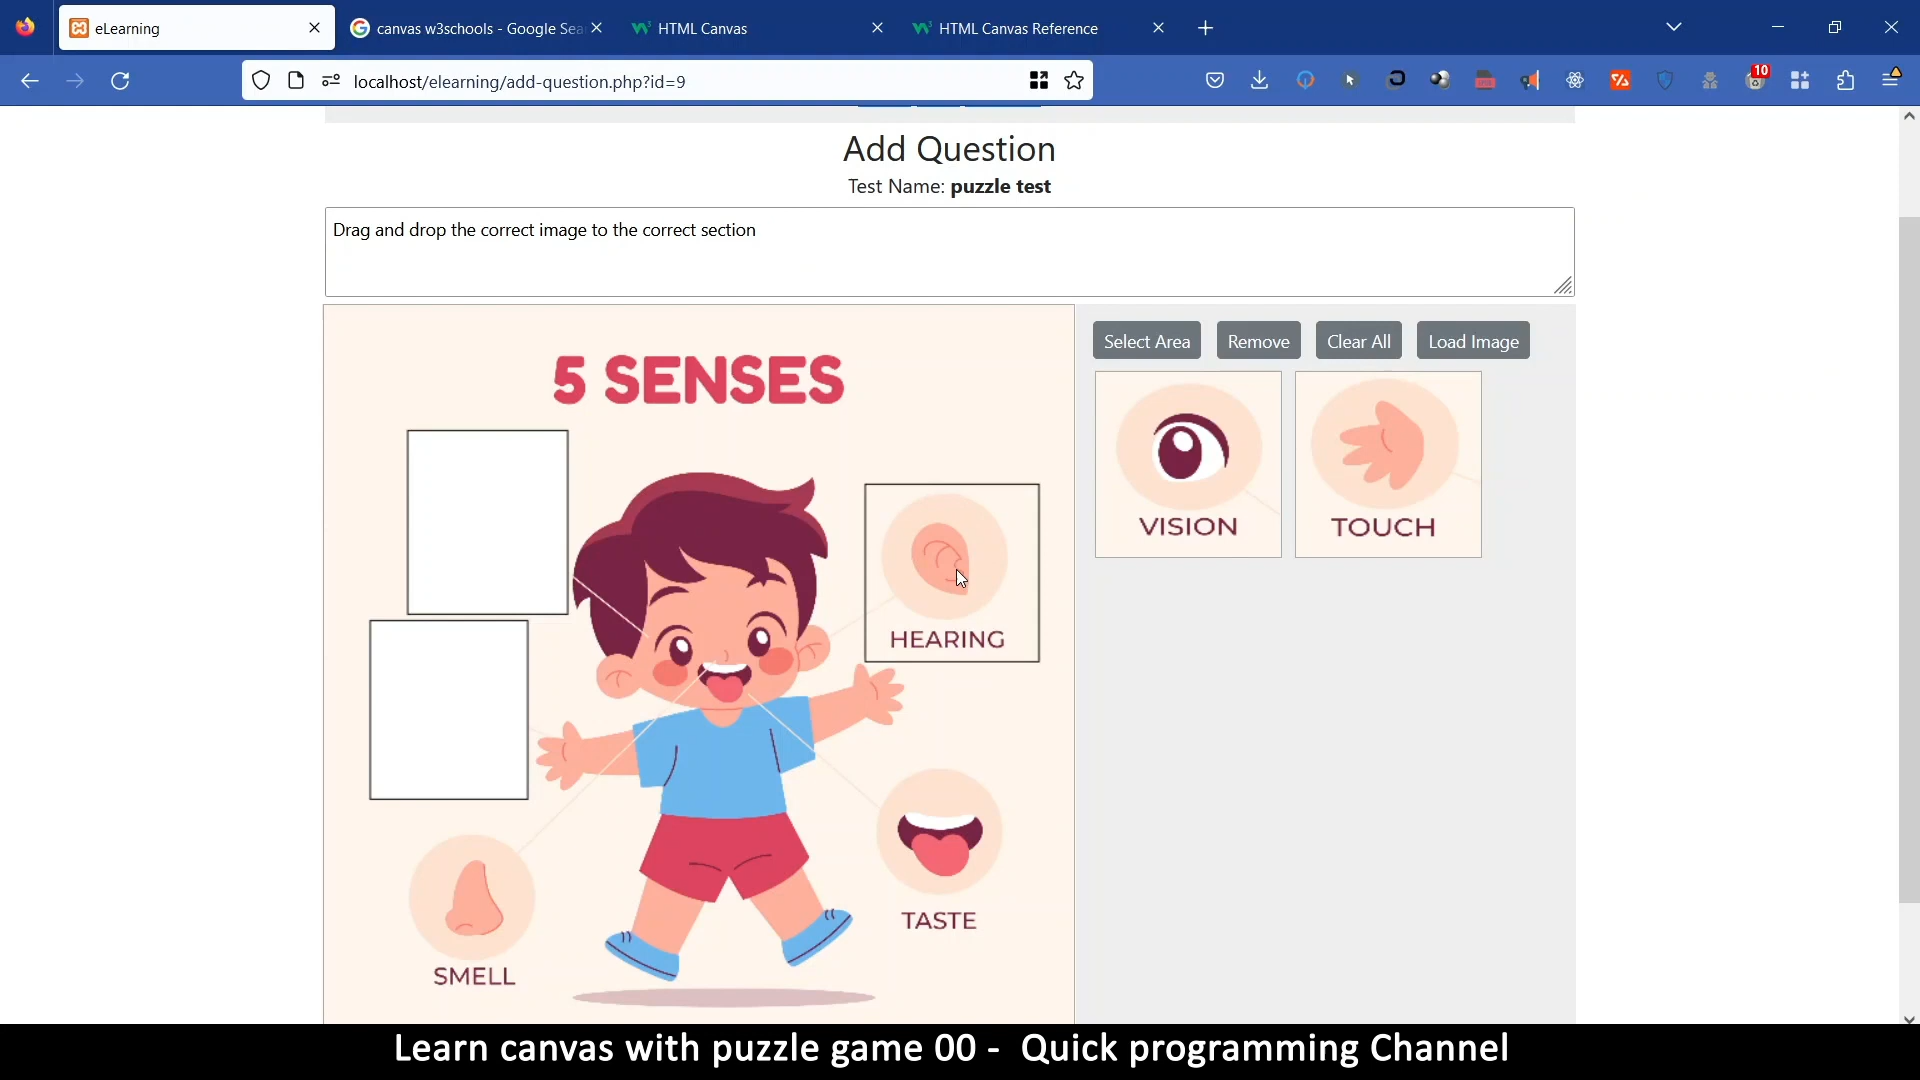 eLearning
canvas w3schools - Google Sea
HTML Canvas
HTML Canvas Reference
localhost/elearning/add-question.php?id=9
10
Add Question
Test Name: puzzle test
Drag and drop the correct image to the correct section
5 SENSES
Select Area
Remove
Clear All
Load Image
VISION
TOUCH
HEARING
TASTE
SMELL
Learn canvas with puzzle game 00 - Quick programming Channel